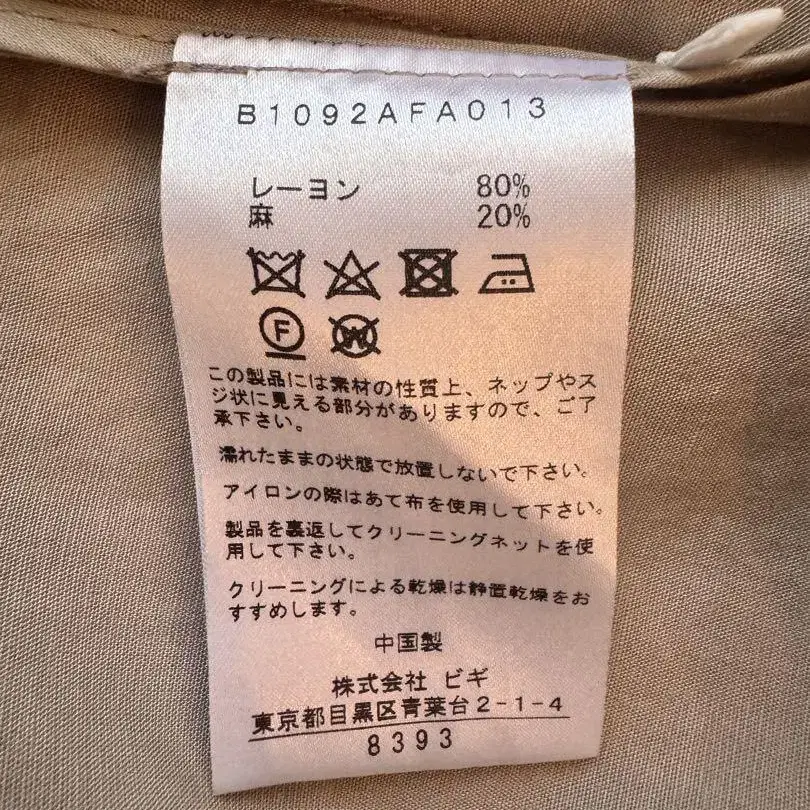 B1092AFA013
レーヨン 80%
麻 20%
F
W
この製品には素材の性質上、ネップやス
ジ状に見える部分がありますので、ご了
承下さい。
濡れたままの状態で放置しないで下さい。
アイロンの際はあて布を使用して下さい。
製品を裏返してクリーニングネットを使
用して下さい。
クリーニングによる乾燥は静置乾燥をお
すすめします。
中国製
株式会社 ビギ
東京都目黒区青葉台2-1-4
8393